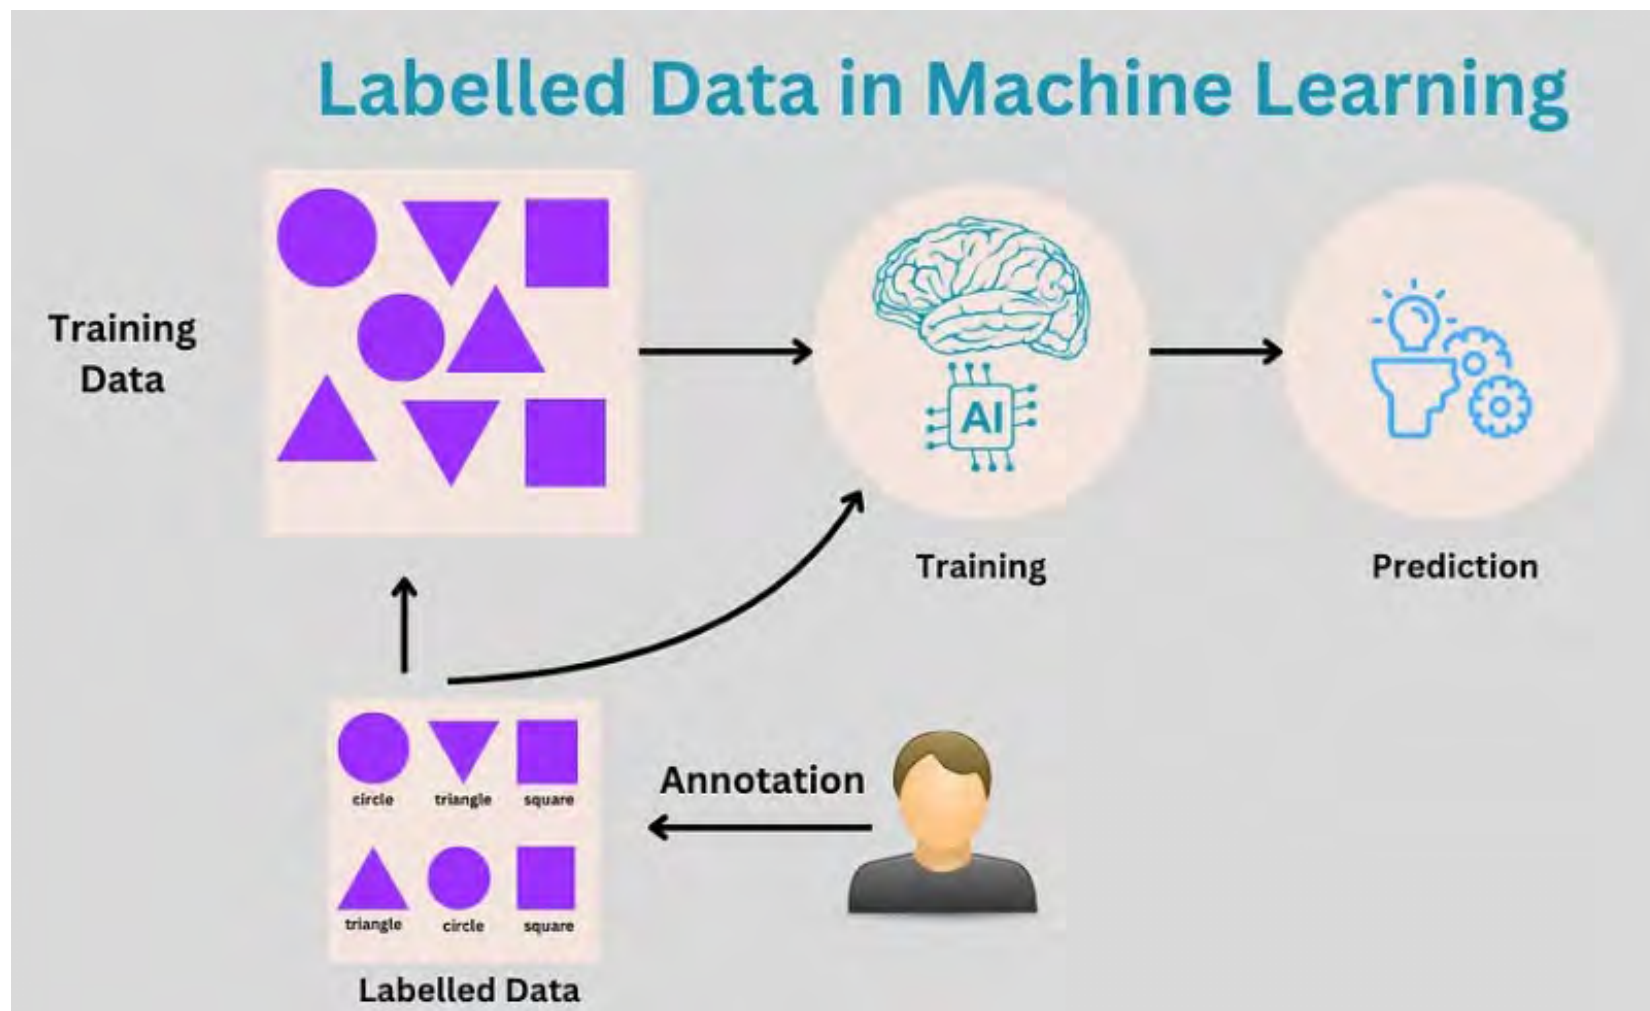 Labelled Data in Machine Learning
Training
Data
AI
Training
Prediction
Annotation
circle triangle square
triangle circle square
Labelled Data